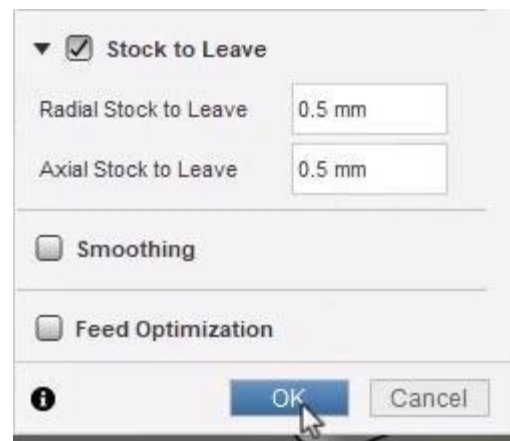 Stock to Leave
Radial Stock to Leave 0.5 mm
Axial Stock to Leave 0.5 mm
Smoothing
Feed Optimization
OK Cancel